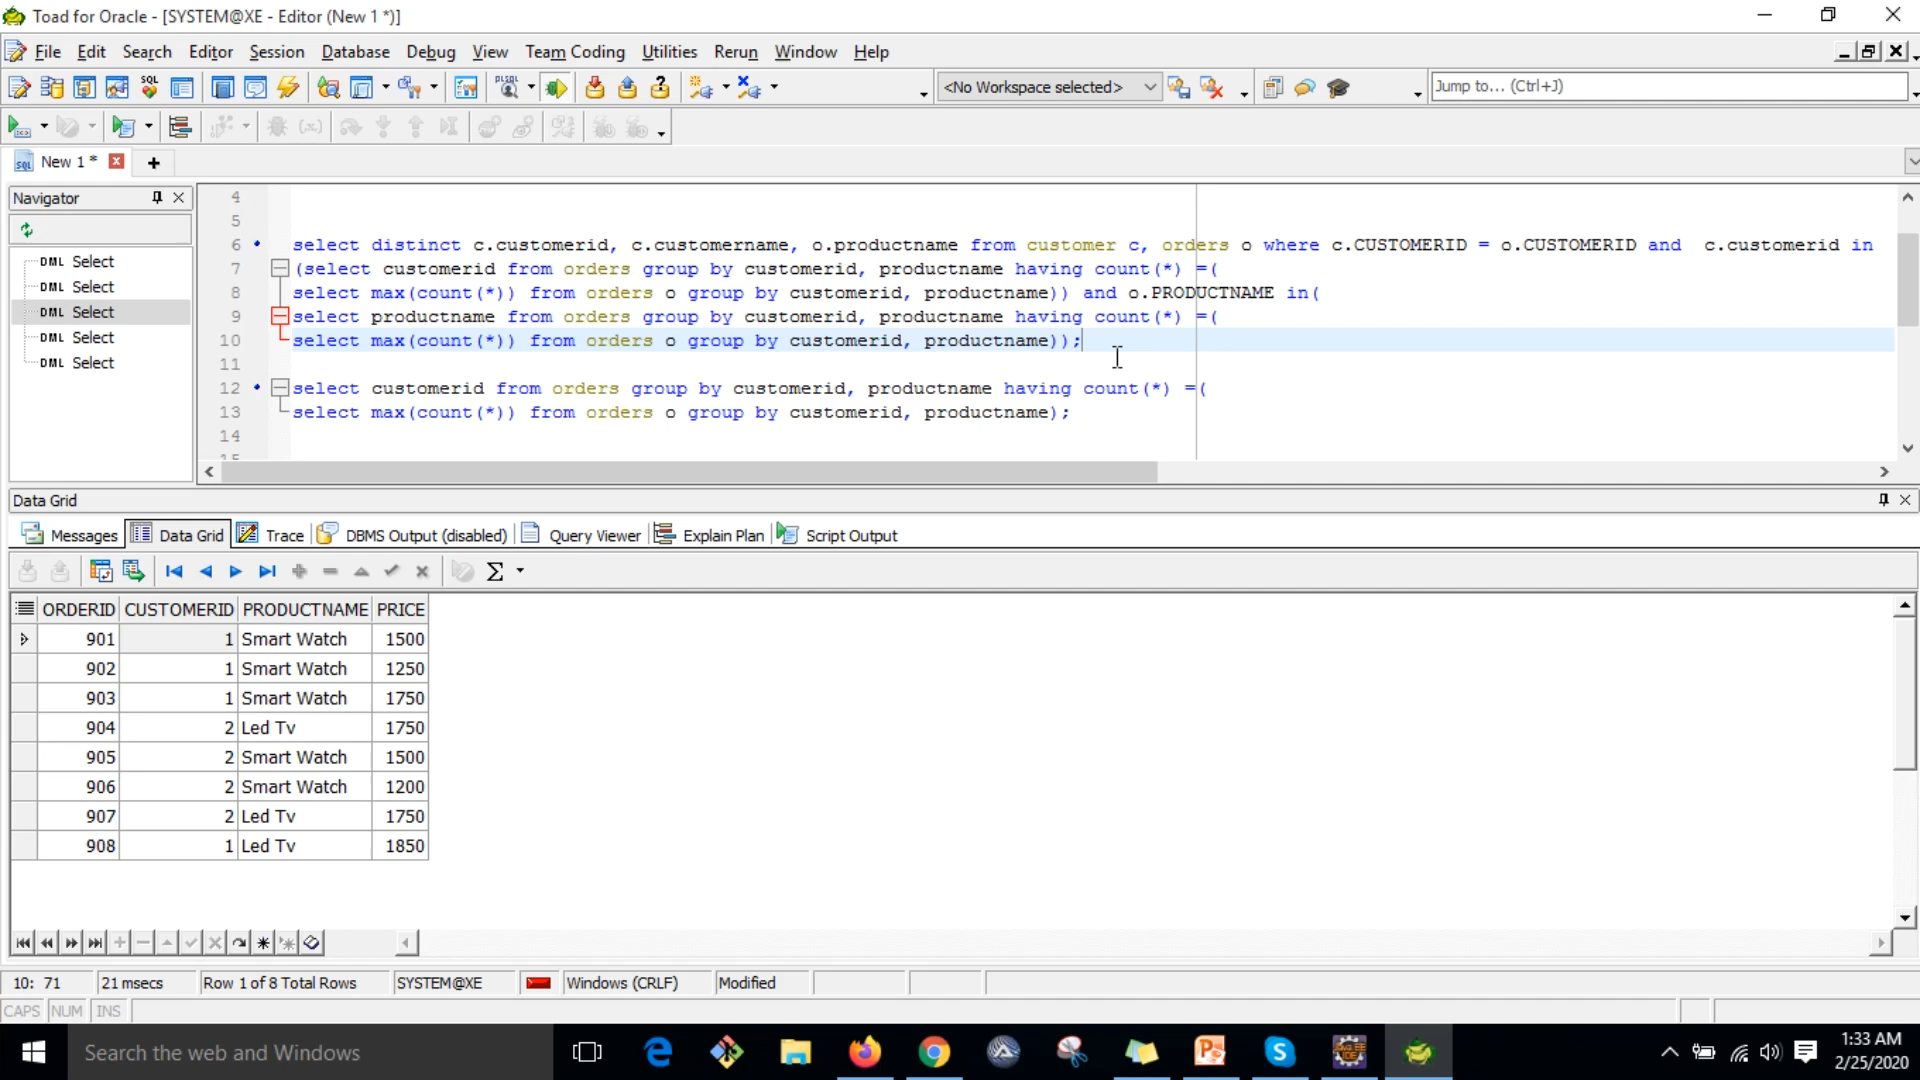 Toad for Oracle - [SYSTEM@XE - Editor (New 1 *)]
File Edit Search Editor Session Database Debug View Team Coding Utilities Rerun Window Help
SQL PL/SQL <No Workspace selected> Jump to... (Ctrl+J)
New 1 *
Navigator
DML Select
DML Select
DML Select
DML Select
DML Select
4
5
6 select distinct c.customerid, c.customername, o.productname from customer c, orders o where c.CUSTOMERID = o.CUSTOMERID and  c.customerid in
7 (select customerid from orders group by customerid, productname having count(*) =(
8 select max(count(*)) from orders o group by customerid, productname)) and o.PRODUCTNAME in(
9 select productname from orders group by customerid, productname having count(*) =(
10 select max(count(*)) from orders o group by customerid, productname));
11
12 select customerid from orders group by customerid, productname having count(*) =(
13 select max(count(*)) from orders o group by customerid, productname);
14
15
Data Grid
Messages Data Grid Trace DBMS Output (disabled) Query Viewer Explain Plan Script Output
ORDERID CUSTOMERID PRODUCTNAME PRICE
901 1 Smart Watch 1500
902 1 Smart Watch 1250
903 1 Smart Watch 1750
904 2 Led Tv 1750
905 2 Smart Watch 1500
906 2 Smart Watch 1200
907 2 Led Tv 1750
908 1 Led Tv 1850
10: 71 21 msecs Row 1 of 8 Total Rows SYSTEM@XE Windows (CRLF) Modified
CAPS NUM INS
Search the web and Windows
1:33 AM
2/25/2020